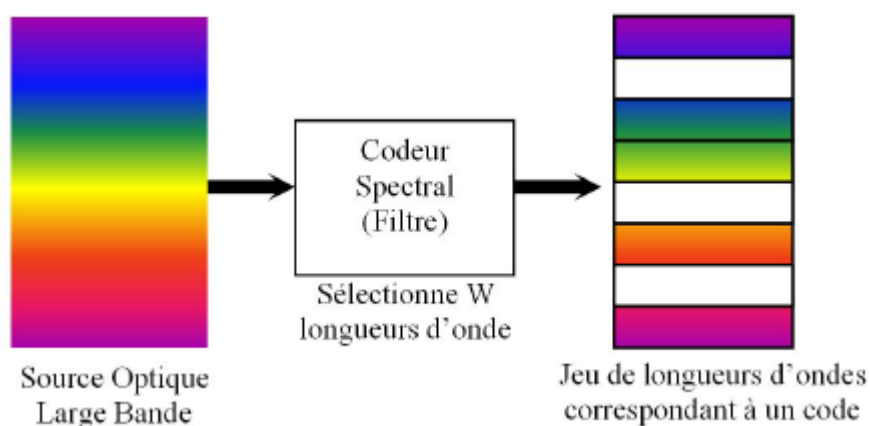 Codeur
Spectral
(Filtre)
Sélectionne W
longueurs d'onde
Source Optique
Large Bande
Jeu de longueurs d'ondes
correspondant à un code